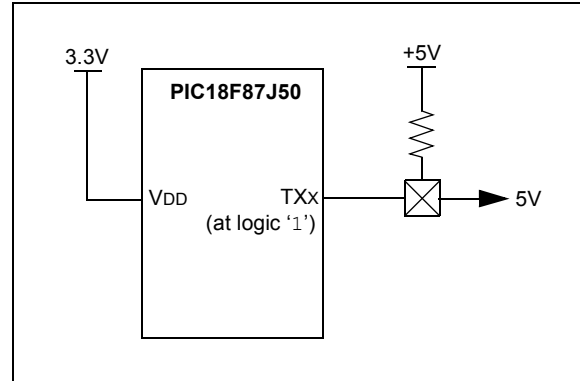 3.3V
+5V
PIC18F87J50
VDD
TXX
5V
(at logic ‘1’)